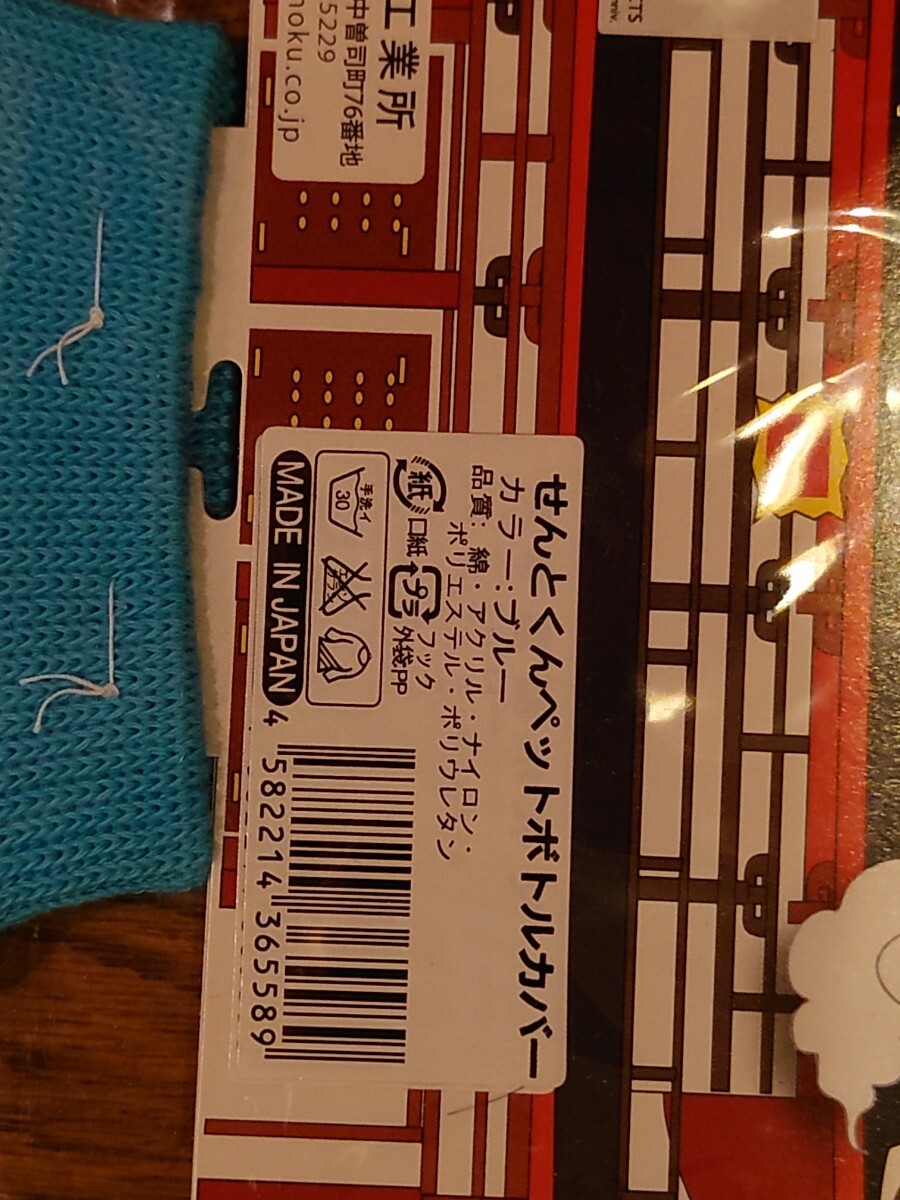 工業所
中曽司町76番地
5229
noku.co.jp
CTS
せんとくんペットボトルカバー
カラー:ブルー
品質:綿・アクリル・ナイロン・
ポリエステル・ポリウレタン
紙 口紙 プラ フック
外袋PP
手洗イ
30
MADE IN JAPAN
4 582214 365589